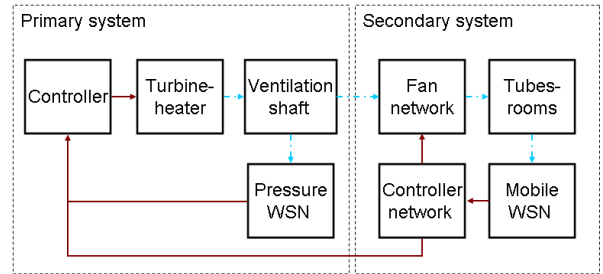 Primary system
Secondary system
Controller
Turbine-
heater
Ventilation
shaft
Fan
network
Tubes-
rooms
Pressure
WSN
Controller
network
Mobile
WSN